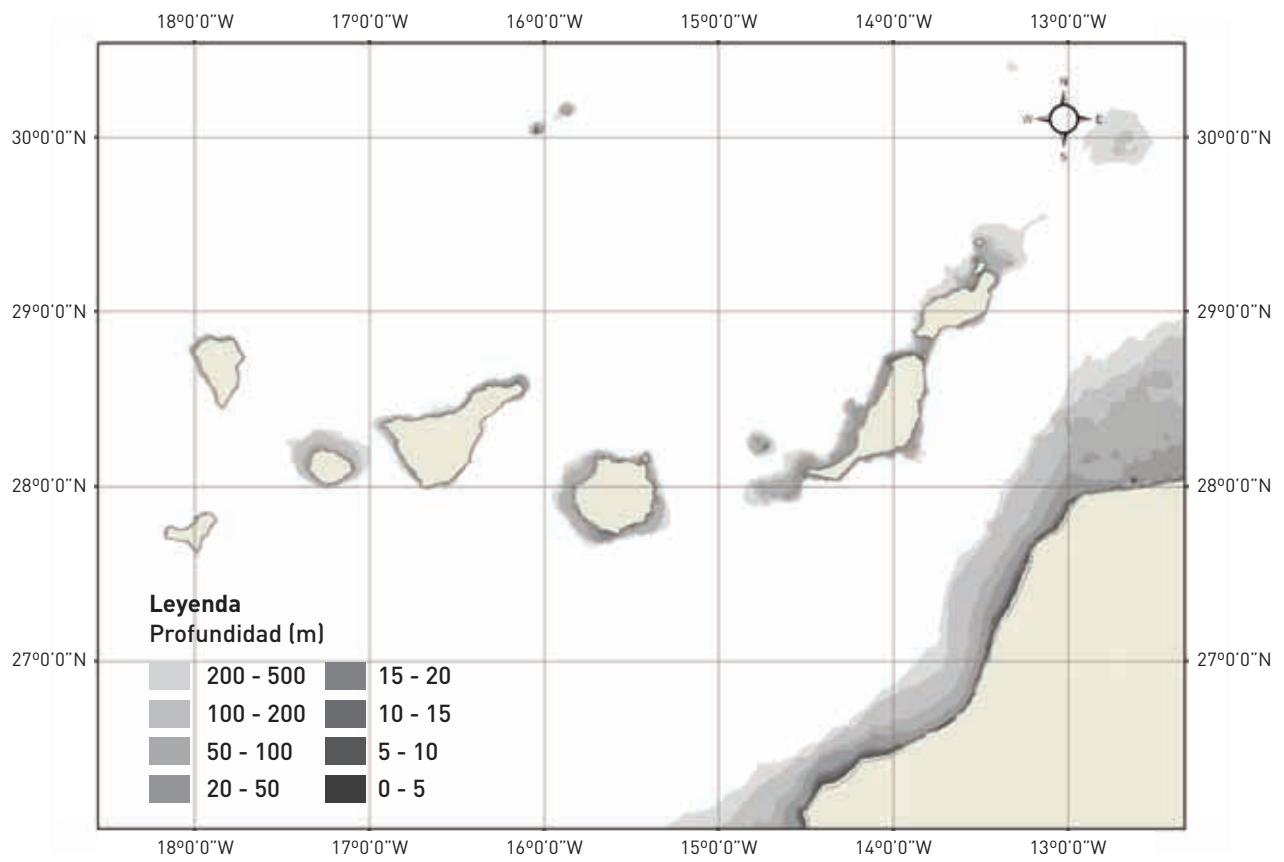 18º0'0"W 17º0'0"W 16º0'0"W 15º0'0"W 14º0'0"W 13º0'0"W
N
W E
S
30º0'0"N 30º0'0"N
29º0'0"N 29º0'0"N
28º0'0"N 28º0'0"N
Leyenda
Profundidad (m)
27º0'0"N 27º0'0"N
200 - 500 15 - 20
100 - 200 10 - 15
50 - 100 5 - 10
20 - 50 0 - 5
18º0'0"W 17º0'0"W 16º0'0"W 15º0'0"W 14º0'0"W 13º0'0"W